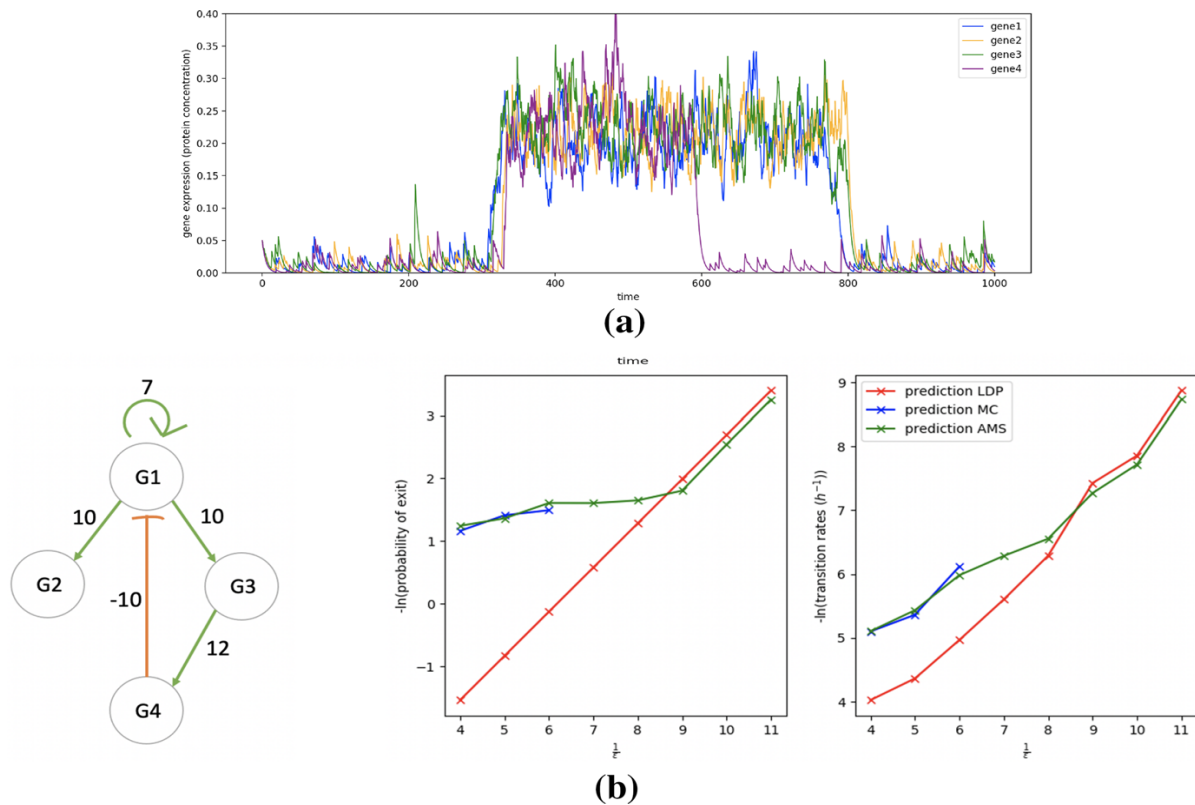 gene expression (protein concentration)
0.40
0.35
0.30
0.25
0.20
0.15
0.10
0.05
0.00
gene1
gene2
gene3
gene4
0 200 400 600 800 1000
time
(a)
7
G1
10 10
G2 -10 G3
12
G4
time
-ln(probability of exit)
3
2
1
0
−1
4 5 6 7 8 9 10 11
1/ε
-ln(transition rates (h⁻¹))
9
8
7
6
5
4
prediction LDP
prediction MC
prediction AMS
4 5 6 7 8 9 10 11
1/ε
(b)